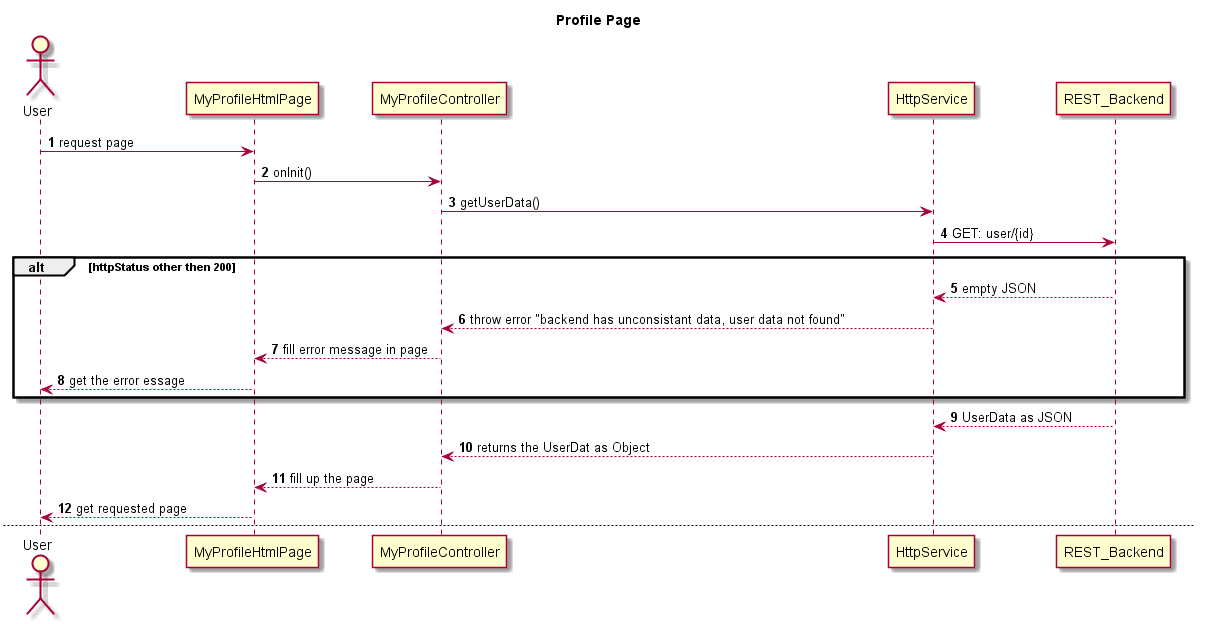 Profile Page
User
MyProfileHtmlPage
MyProfileController
HttpService
REST_Backend
1 request page
2 onInit()
3 getUserData()
4 GET: user/{id}
alt [httpStatus other then 200]
5 empty JSON
6 throw error "backend has unconsistant data, user data not found"
7 fill error message in page
8 get the error essage
9 UserData as JSON
10 returns the UserDat as Object
11 fill up the page
12 get requested page
User
MyProfileHtmlPage
MyProfileController
HttpService
REST_Backend